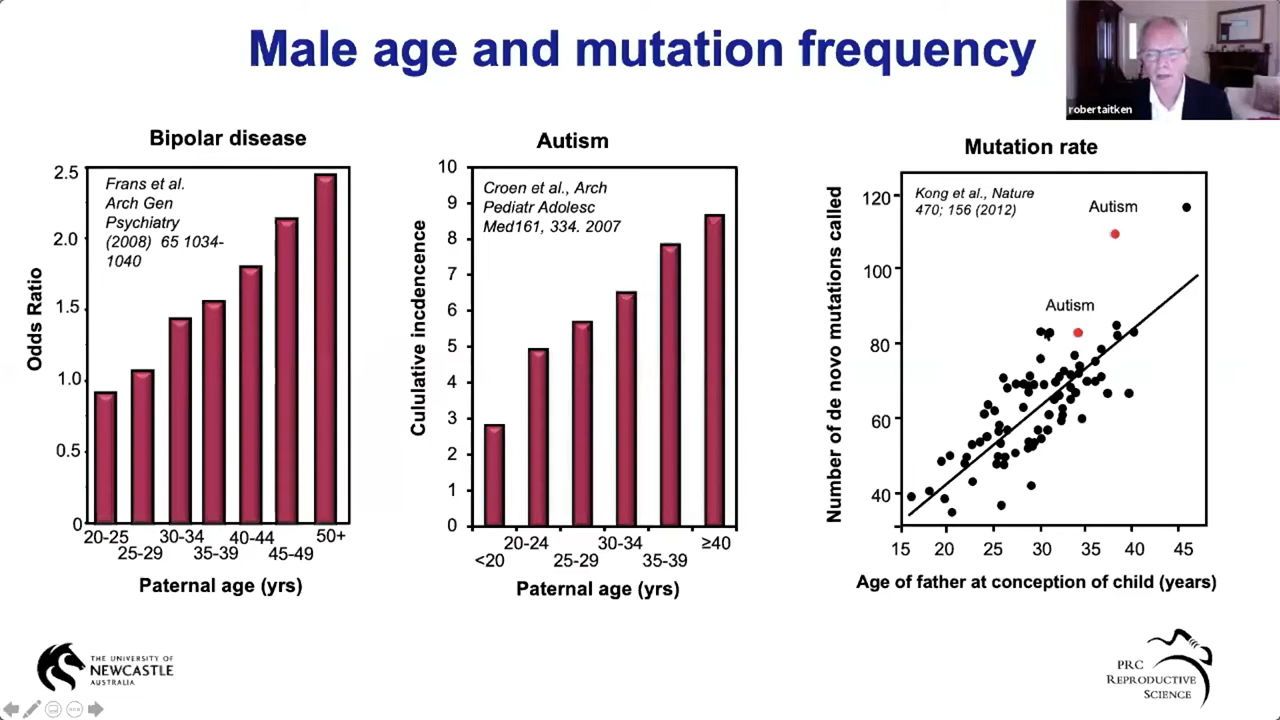 Male age and mutation frequency
robertaitken
Bipolar disease
Frans et al.
Arch Gen
Psychiatry
(2008) 65 1034-
1040
Odds Ratio
2.5
2.0
1.5
1.0
0.5
0
20-25
25-29
30-34
35-39
40-44
45-49
50+
Paternal age (yrs)
Autism
Croen et al., Arch
Pediatr Adolesc
Med161, 334. 2007
Cululative incdencence
10
9
8
7
6
5
4
3
2
1
0
<20
20-24
25-29
30-34
35-39
≥40
Paternal age (yrs)
Mutation rate
Kong et al., Nature
470; 156 (2012)
Autism
Autism
Number of de novo mutations called
120
100
80
60
40
15 20 25 30 35 40 45
Age of father at conception of child (years)
THE UNIVERSITY OF
NEWCASTLE
AUSTRALIA
PRC
REPRODUCTIVE
SCIENCE